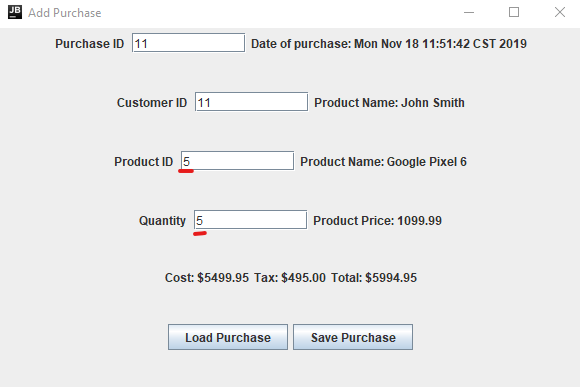 JB Add Purchase
Purchase ID 11 Date of purchase: Mon Nov 18 11:51:42 CST 2019
Customer ID 11 Product Name: John Smith
Product ID 5 Product Name: Google Pixel 6
Quantity 5 Product Price: 1099.99
Cost: $5499.95 Tax: $495.00 Total: $5994.95
Load Purchase Save Purchase